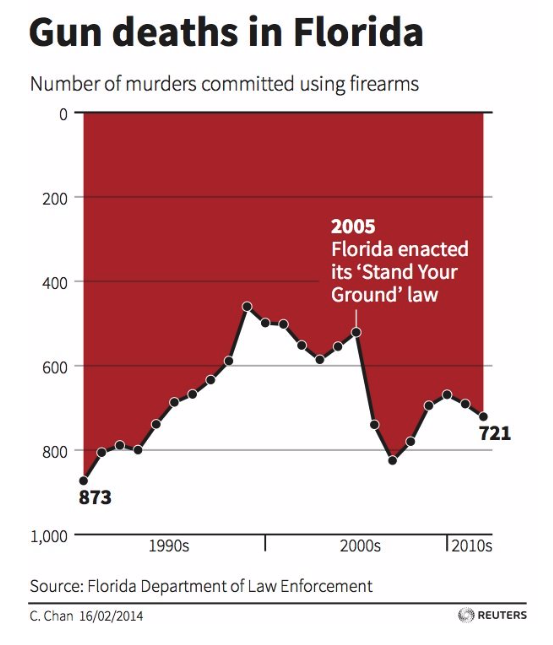 Gun deaths in Florida
Number of murders committed using firearms
0
200
2005
Florida enacted
its ‘Stand Your
Ground’ law
400
600
721
800
873
1,000
1990s
2000s
2010s
Source: Florida Department of Law Enforcement
C. Chan 16/02/2014
REUTERS